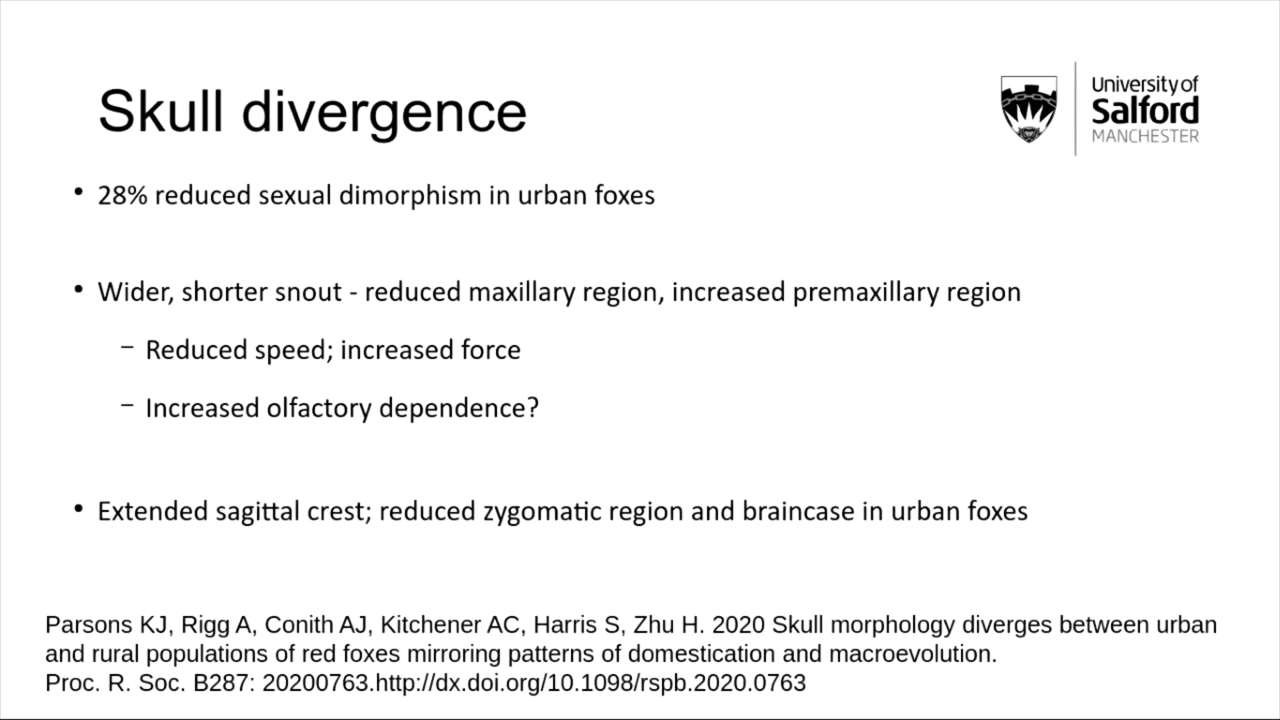 Skull divergence
University of
Salford
MANCHESTER
• 28% reduced sexual dimorphism in urban foxes
• Wider, shorter snout - reduced maxillary region, increased premaxillary region
– Reduced speed; increased force
– Increased olfactory dependence?
• Extended sagittal crest; reduced zygomatic region and braincase in urban foxes
Parsons KJ, Rigg A, Conith AJ, Kitchener AC, Harris S, Zhu H. 2020 Skull morphology diverges between urban
and rural populations of red foxes mirroring patterns of domestication and macroevolution.
Proc. R. Soc. B287: 20200763.http://dx.doi.org/10.1098/rspb.2020.0763